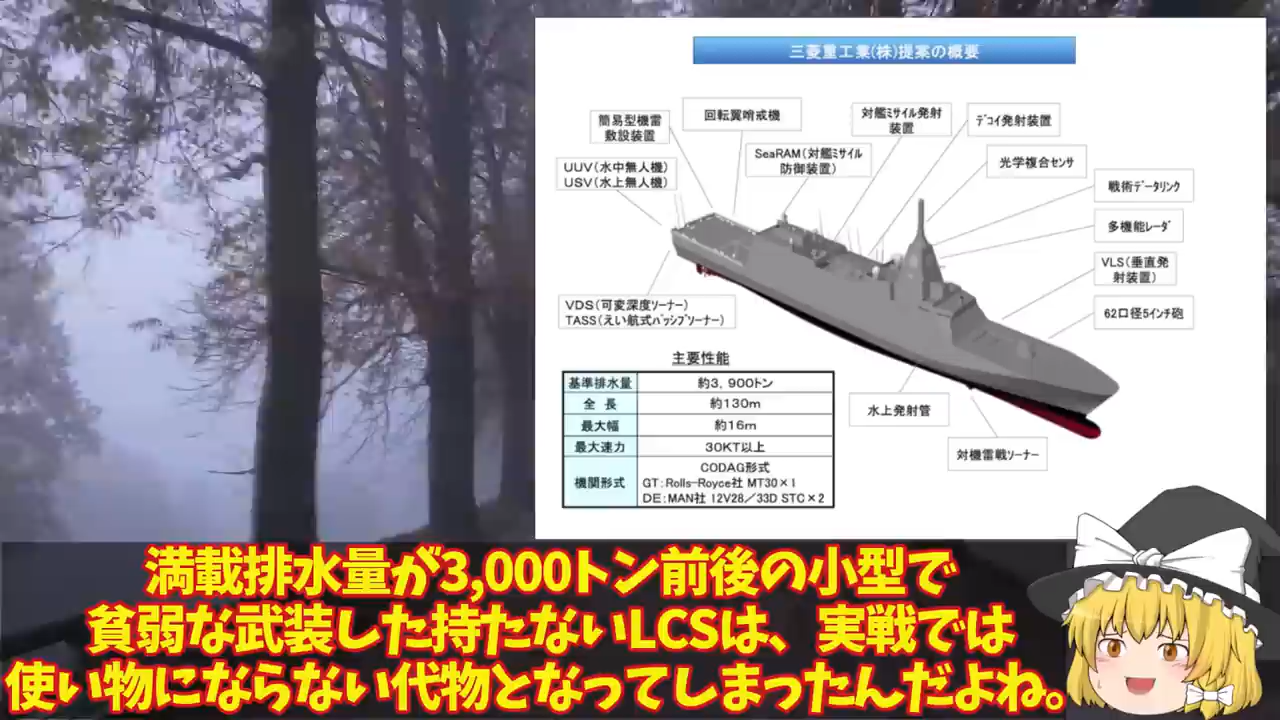 三菱重工業(株)提案の概要
簡易型機雷
敷設装置
回転翼哨戒機
対艦ミサイル発射
装置
デコイ発射装置
UUV(水中無人機)
USV(水上無人機)
SeaRAM(対艦ミサイル
防御装置)
光学複合センサ
戦術データリンク
多機能レーダ
VLS(垂直発
射装置)
62口径5インチ砲
VDS(可変深度ソーナー)
TASS(えい航式パッシブソーナー)
水上発射管
対機雷戦ソーナー
主要性能
基準排水量 約3,900トン
全 長 約130m
最大幅 約16m
最大速力 30KT以上
機関形式 CODAG形式
GT:Rolls-Royce社 MT30×1
DE:MAN社 12V28/33D STC×2
満載排水量が3,000トン前後の小型で
貧弱な武装した持たないLCSは、実戦では
使い物にならない代物となってしまったんだよね。